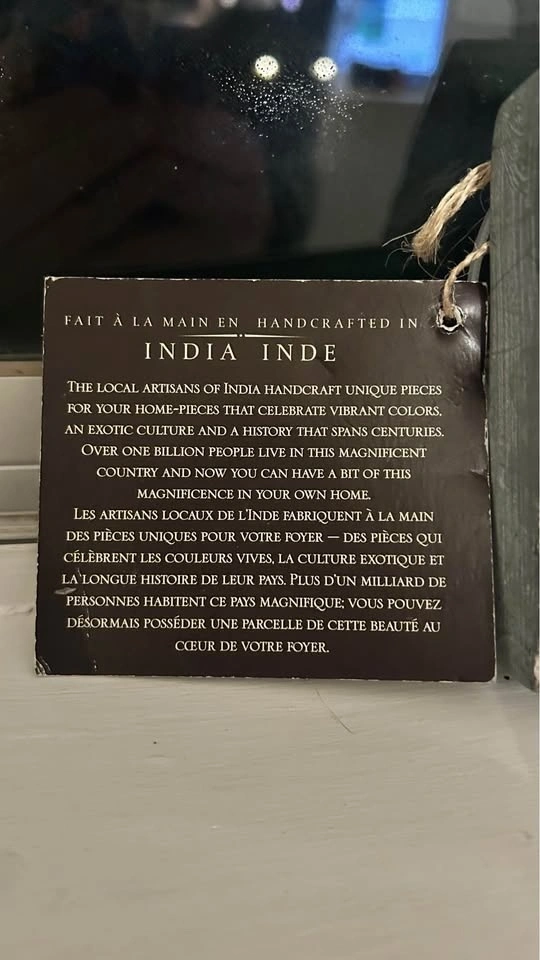 FAIT À LA MAIN EN HANDCRAFTED IN
INDIA INDE
THE LOCAL ARTISANS OF INDIA HANDCRAFT UNIQUE PIECES
FOR YOUR HOME-PIECES THAT CELEBRATE VIBRANT COLORS,
AN EXOTIC CULTURE AND A HISTORY THAT SPANS CENTURIES.
OVER ONE BILLION PEOPLE LIVE IN THIS MAGNIFICENT
COUNTRY AND NOW YOU CAN HAVE A BIT OF THIS
MAGNIFICENCE IN YOUR OWN HOME.
LES ARTISANS LOCAUX DE L'INDE FABRIQUENT À LA MAIN
DES PIÈCES UNIQUES POUR VOTRE FOYER — DES PIÈCES QUI
CÉLÈBRENT LES COULEURS VIVES, LA CULTURE EXOTIQUE ET
LA LONGUE HISTOIRE DE LEUR PAYS. PLUS D'UN MILLIARD DE
PERSONNES HABITENT CE PAYS MAGNIFIQUE; VOUS POUVEZ
DÉSORMAIS POSSÉDER UNE PARCELLE DE CETTE BEAUTÉ AU
CŒUR DE VOTRE FOYER.